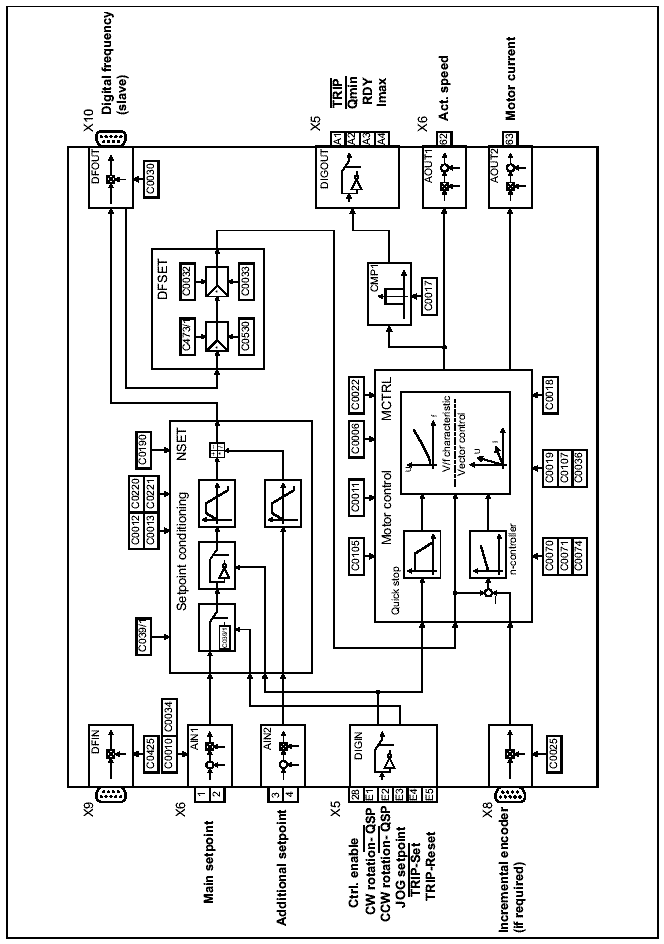 X9
DFIN
C0425
X6
1
2
Main setpoint
C0010
C0034
AIN1
3
4
Additional setpoint
AIN2
X5
28
E1
E2
E3
E4
E5
Ctrl. enable
CW rotation- QSP
CCW rotation- QSP
JOG setpoint
TRIP-Set
TRIP-Reset
DIGIN
X8
Incremental encoder
(if required)
C0025
C039/1
C0012
C0220
C0013
C0221
C0190
Setpoint conditioning
NSET
DFSET
C473/1
C0032
C0530
C0033
C0105
C0011
C0006
C0022
Motor control
MCTRL
Quick stop
n-controller
V/f characteristic
Vector control
U
f
U
I
C0070
C0071
C0074
C0019
C0107
C0036
C0018
CMP1
C0017
DFOUT
C0030
X10
Digital frequency
(slave)
DIGOUT
X5
A1
A2
A3
A4
TRIP
Qmin
RDY
Imax
AOUT1
X6
62
Act. speed
AOUT2
63
Motor current